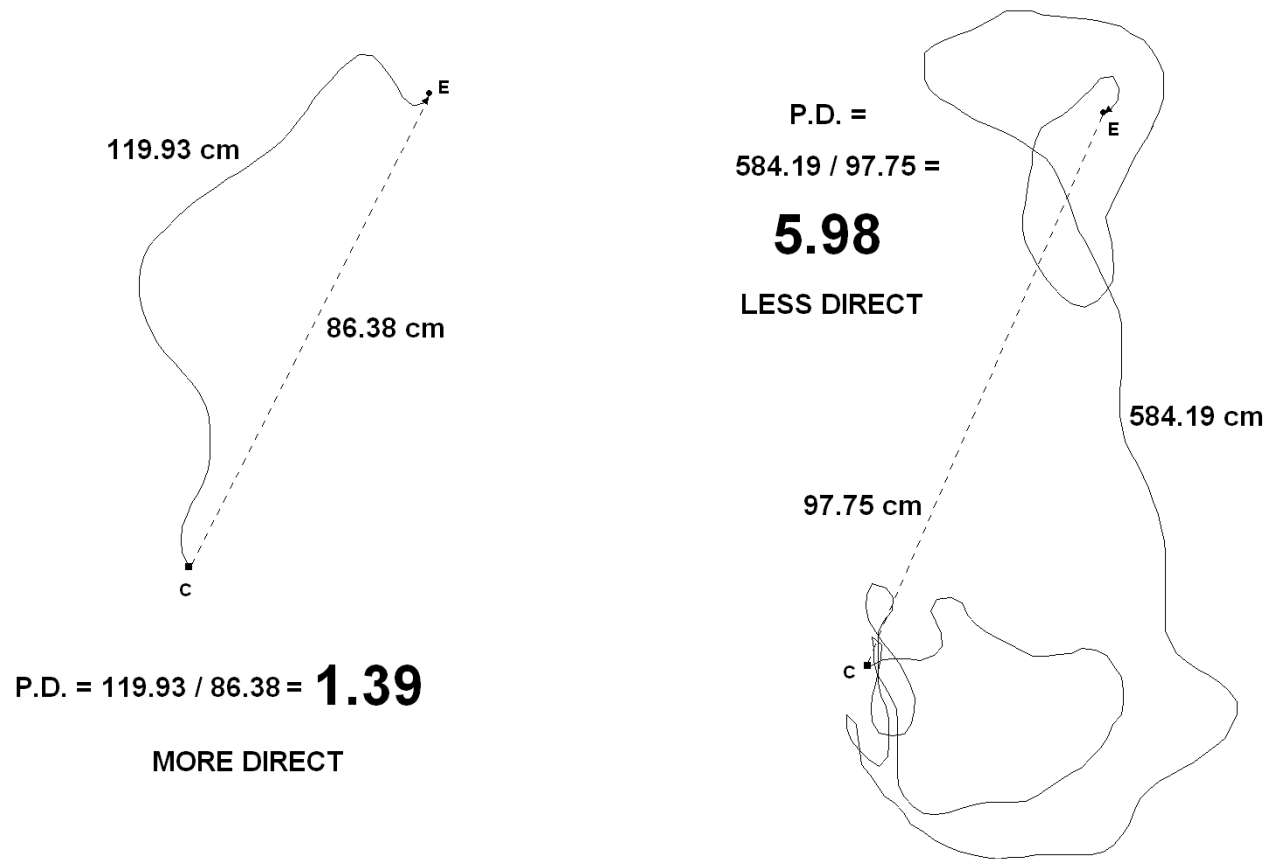 E
119.93 cm
86.38 cm
C
P.D. = 119.93 / 86.38 = 1.39
MORE DIRECT
P.D. =
584.19 / 97.75 =
5.98
LESS DIRECT
E
584.19 cm
97.75 cm
C